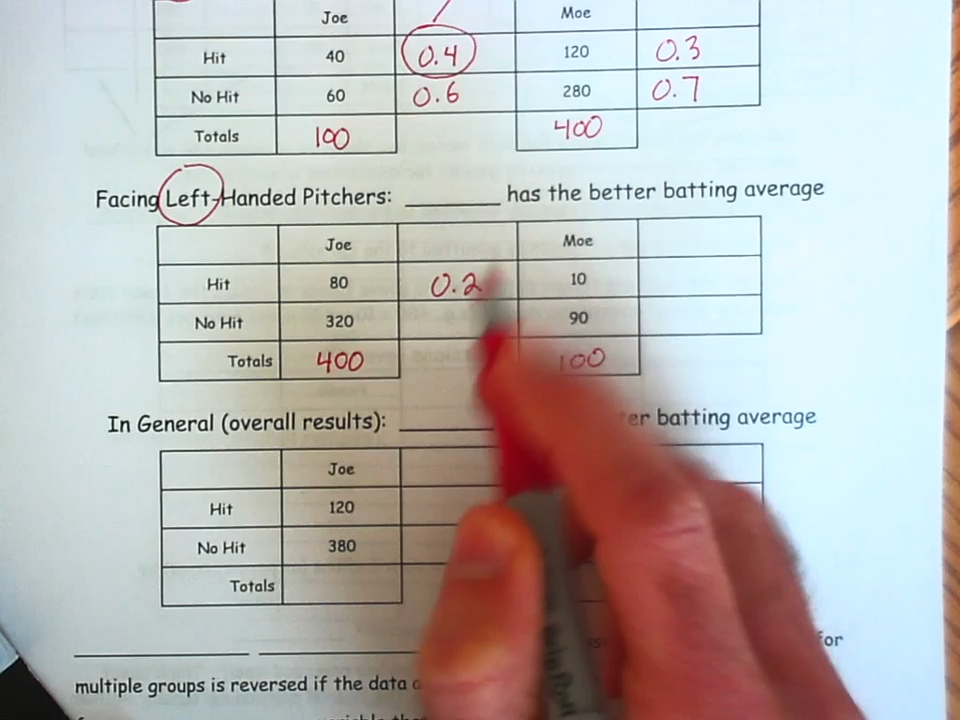 Joe Moe
Hit 40 0.4 120 0.3
No Hit 60 0.6 280 0.7
Totals 100 400
Facing Left-Handed Pitchers: ________ has the better batting average
Joe Moe
Hit 80 0.2 10
No Hit 320 90
Totals 400 100
In General (overall results): ________ batting average
Joe
Hit 120
No Hit 380
Totals
for
multiple groups is reversed if the data